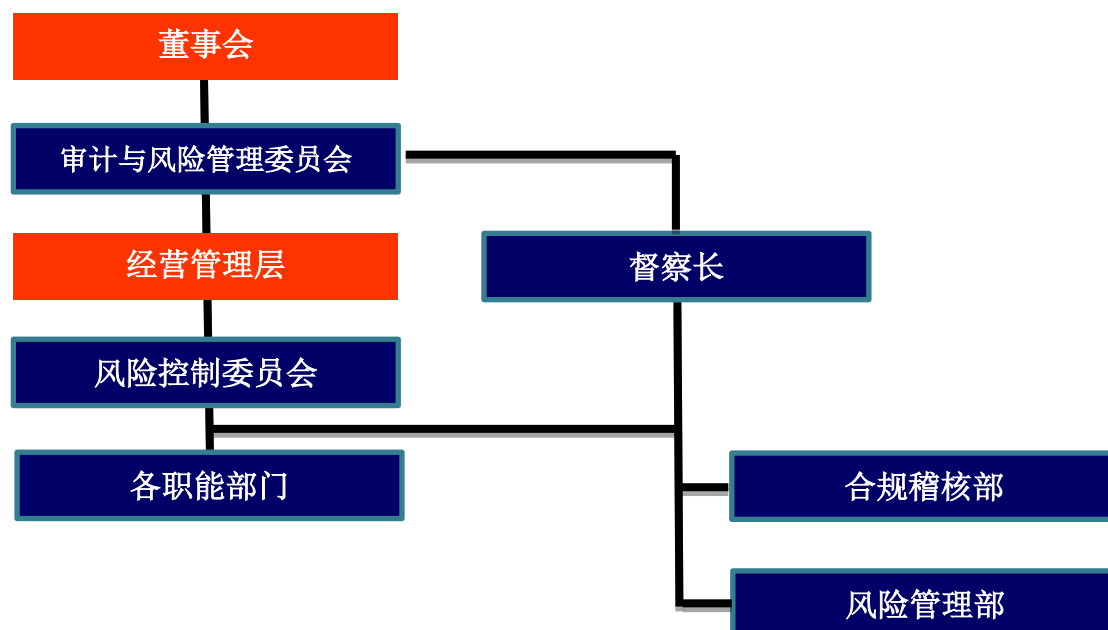 董事会
审计与风险管理委员会
经营管理层
督察长
风险控制委员会
各职能部门
合规稽核部
风险管理部